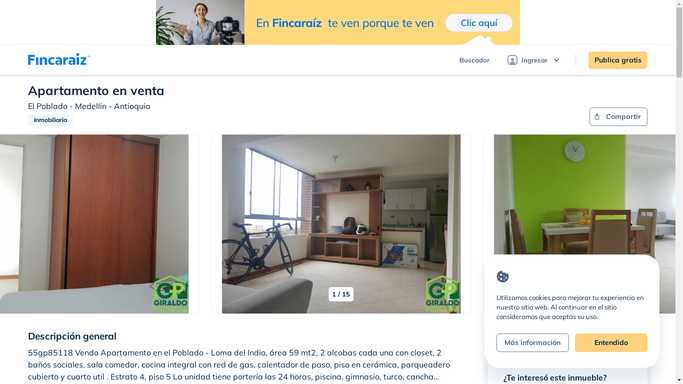 En Fincaraíz te ven porque te ven
Clic aquí
Fincaraíz
Buscador
Ingresar
Publica gratis
Apartamento en venta
El Poblado - Medellín - Antioquia
Inmobiliaria
Compartir
GP
GIRALDO
1 / 15
GP
GIRALDO
Utilizamos cookies para mejorar tu experiencia en
nuestro sitio web. Al continuar en el sitio
consideramos que aceptas su uso.
Más información
Entendido
Descripción general
55gp85118 Vendo Apartamento en el Poblado - Loma del Indio, área 59 mt2, 2 alcobas cada una con closet, 2
baños sociales, sala comedor, cocina integral con red de gas, calentador de paso, piso en cerámica, parqueadero
cubierto y cuarto util . Estrato 4, piso 5 La unidad tiene portería las 24 horas, piscina, gimnasio, turco, cancha...
¿Te interesó este inmueble?